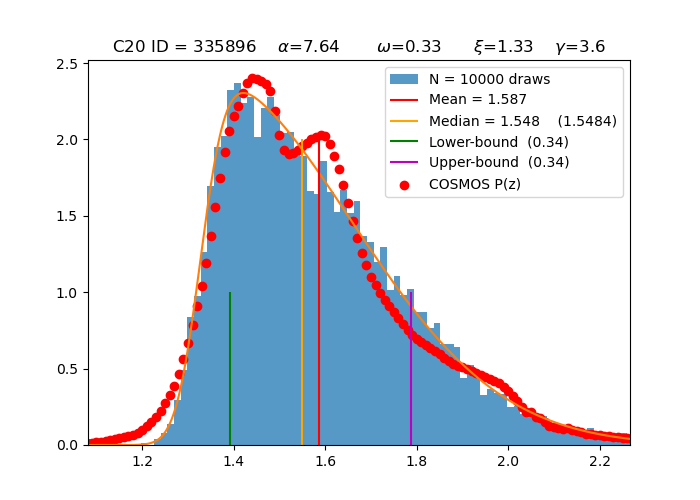 C20 ID = 335896 α=7.64 ω=0.33 ξ=1.33 γ=3.6
N = 10000 draws
Mean = 1.587
Median = 1.548 (1.5484)
Lower-bound (0.34)
Upper-bound (0.34)
COSMOS P(z)
2.5
2.0
1.5
1.0
0.5
0.0
1.2 1.4 1.6 1.8 2.0 2.2